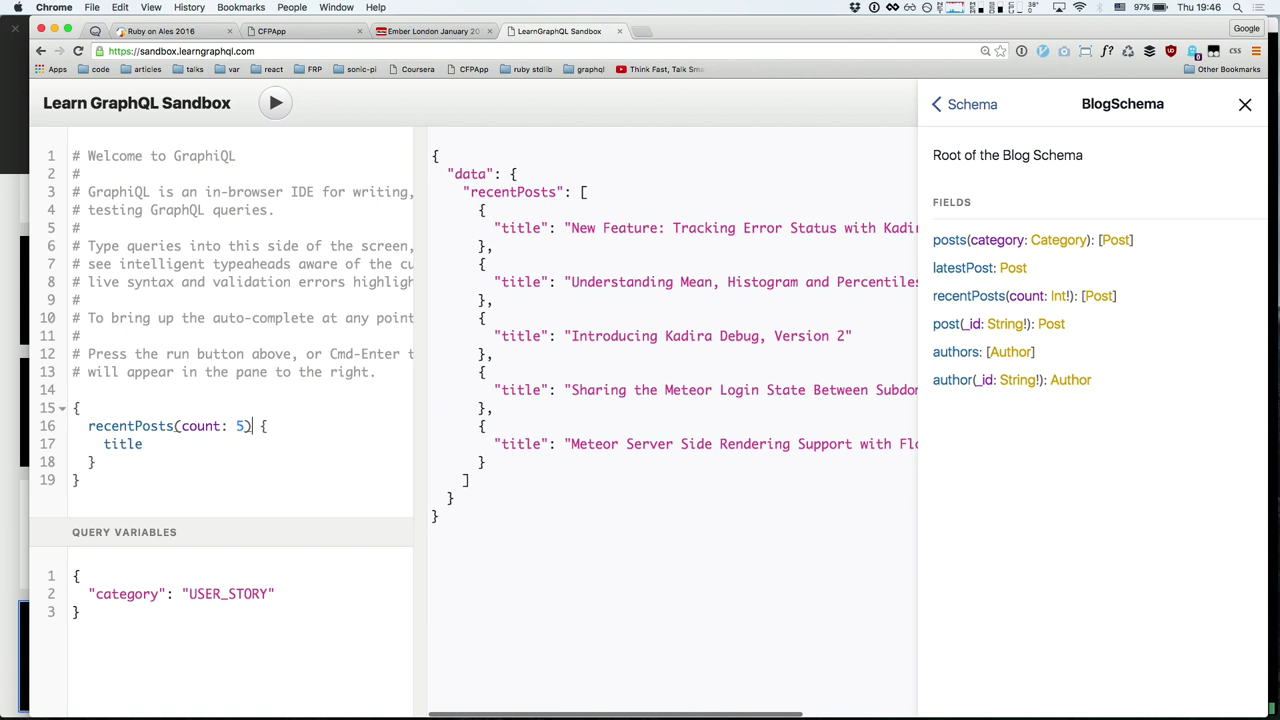 Chrome File Edit View History Bookmarks People Window Help 38° 97% Thu 19:46
Ruby on Ales 2016 CFPApp Ember London January 20 LearnGraphQL Sandbox Google
https://sandbox.learngraphql.com
Apps code articles talks var react FRP sonic-pi Coursera CFPApp ruby stdlib graphql Think Fast, Talk Sma Other Bookmarks
Learn GraphQL Sandbox
Schema BlogSchema
1 # Welcome to GraphiQL
2 #
3 # GraphiQL is an in-browser IDE for writing,
4 # testing GraphQL queries.
5 #
6 # Type queries into this side of the screen,
7 # see intelligent typeaheads aware of the cu
8 # live syntax and validation errors highligh
9 #
10 # To bring up the auto-complete at any point
11 #
12 # Press the run button above, or Cmd-Enter t
13 # will appear in the pane to the right.
14
15 {
16 recentPosts(count: 5) {
17 title
18 }
19 }
QUERY VARIABLES
1 {
2 "category": "USER_STORY"
3 }
{
"data": {
"recentPosts": [
{
"title": "New Feature: Tracking Error Status with Kadir
},
{
"title": "Understanding Mean, Histogram and Percentiles
},
{
"title": "Introducing Kadira Debug, Version 2"
},
{
"title": "Sharing the Meteor Login State Between Subdom
},
{
"title": "Meteor Server Side Rendering Support with Flo
}
]
}
}
Root of the Blog Schema
FIELDS
posts(category: Category): [Post]
latestPost: Post
recentPosts(count: Int!): [Post]
post(_id: String!): Post
authors: [Author]
author(_id: String!): Author